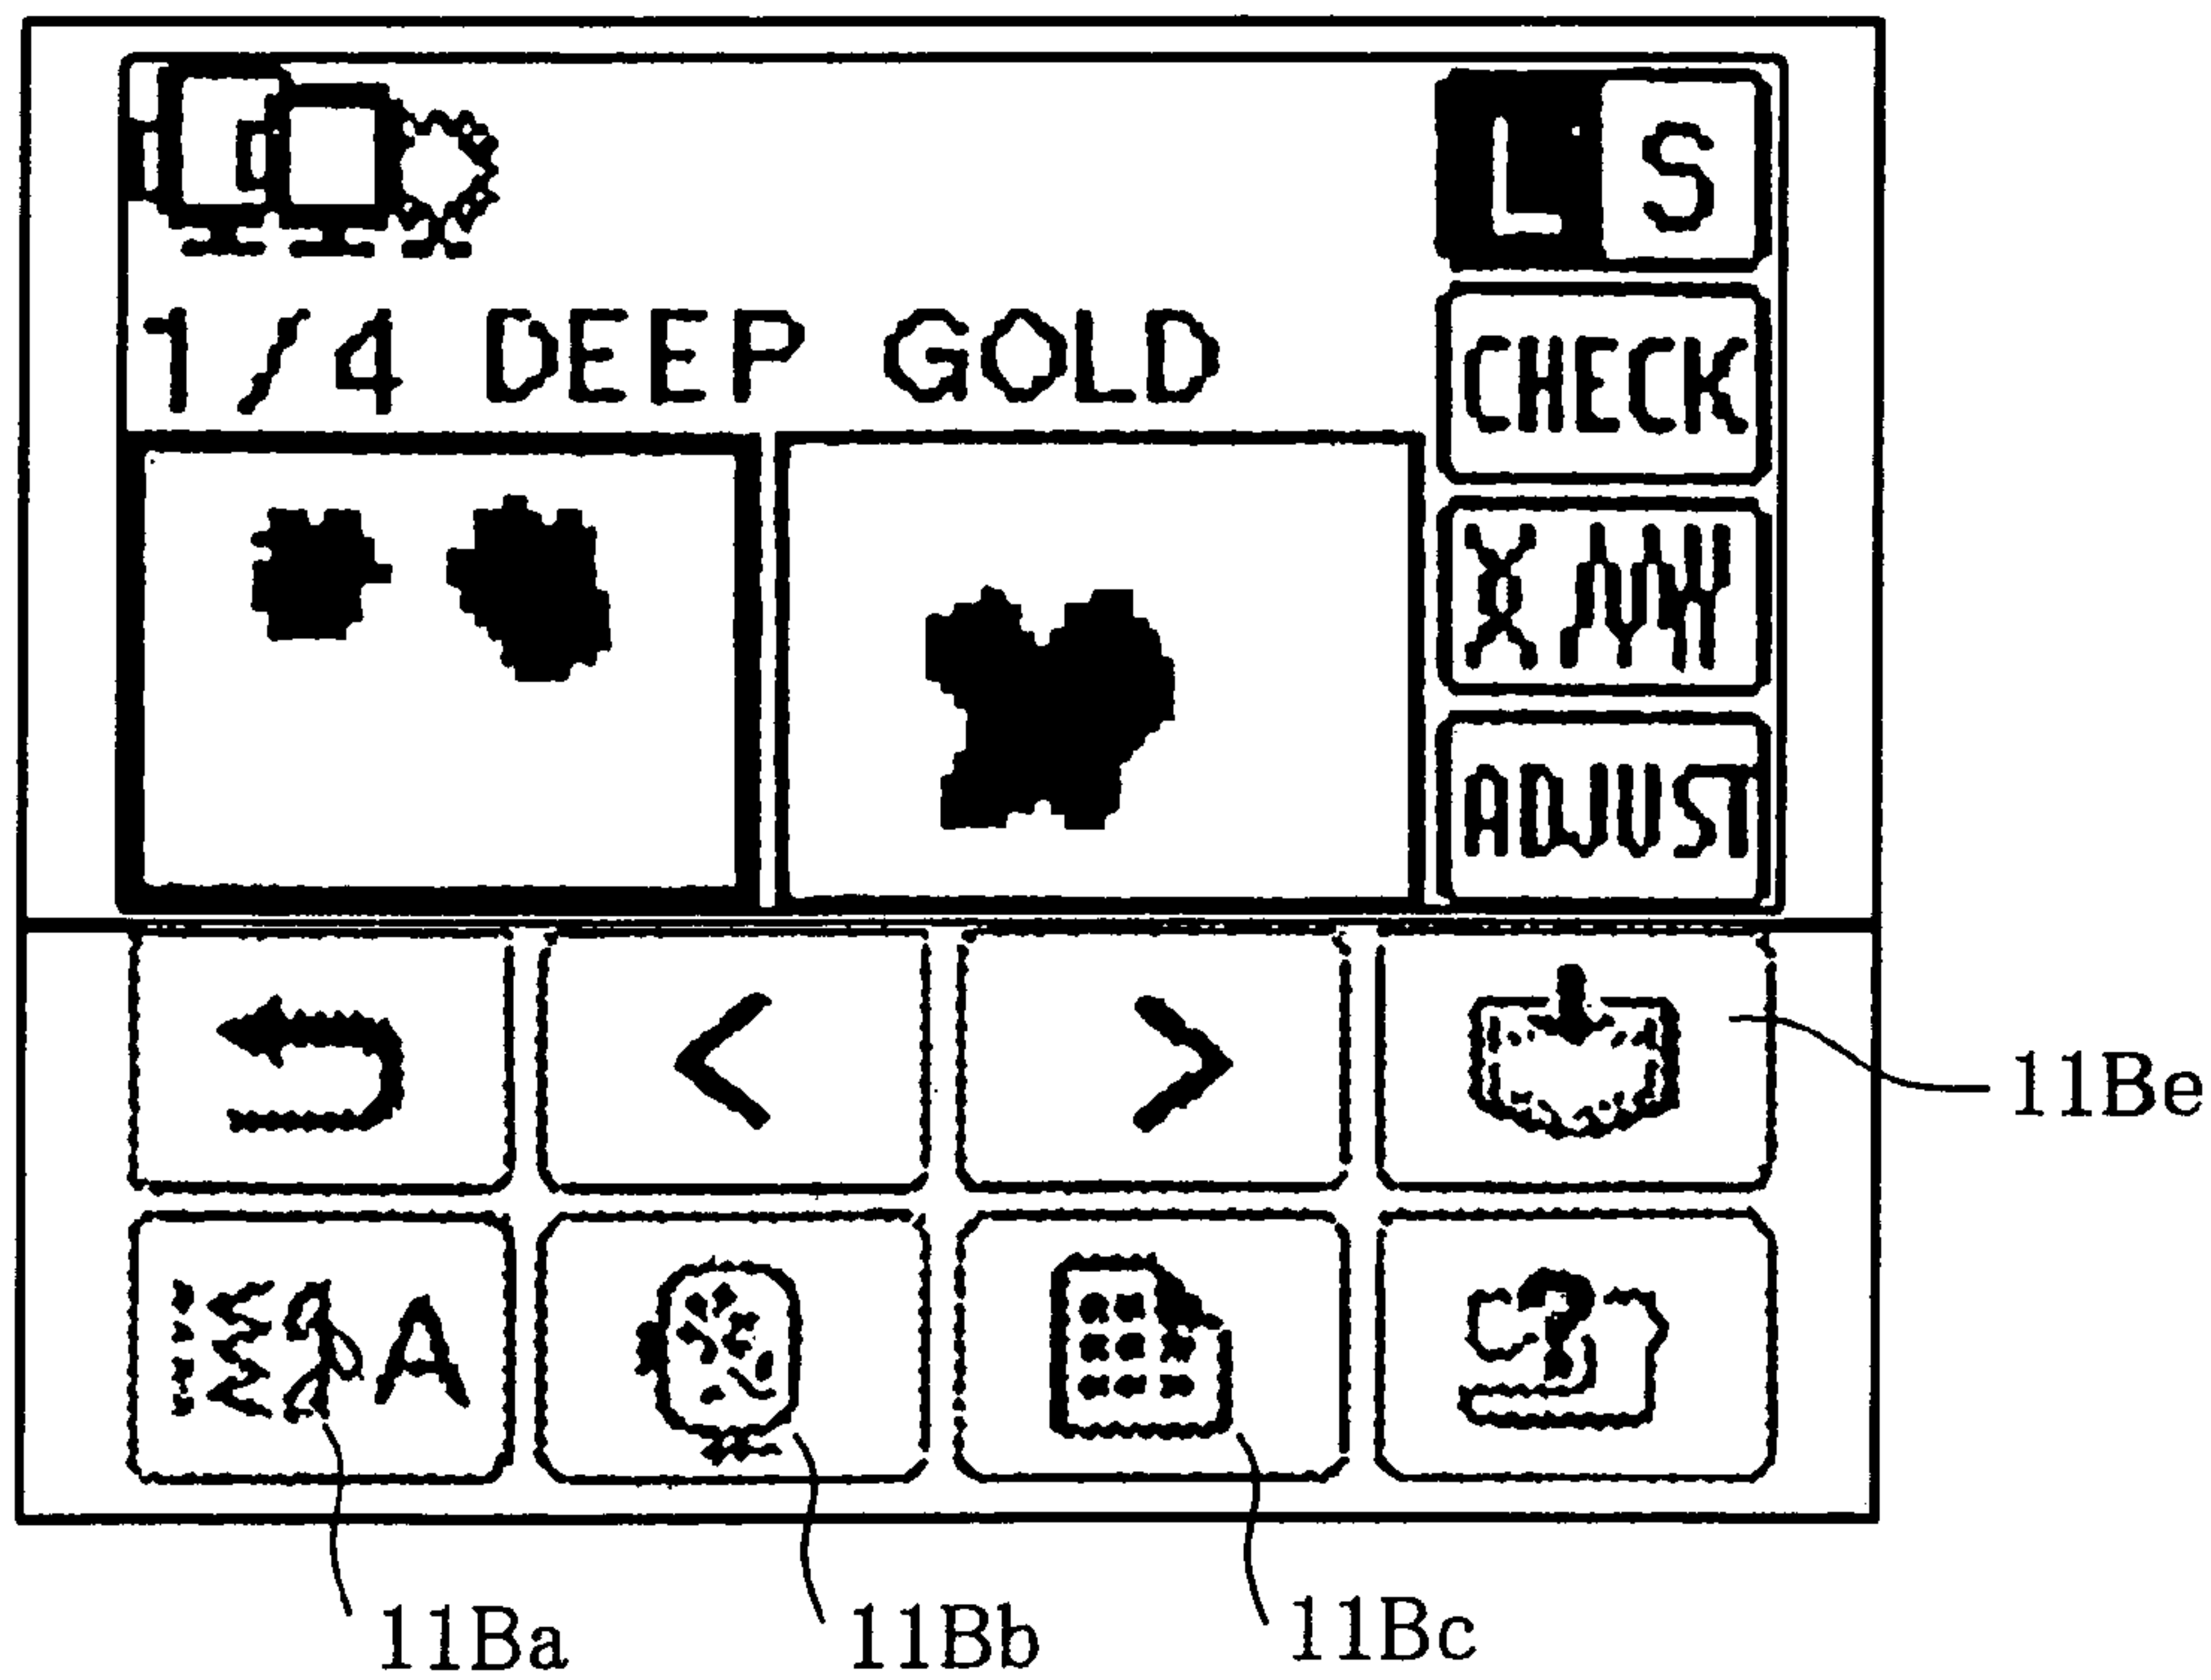 L S
1/4 DEEP GOLD
CHECK
ADJUST
<
>
11Be
A
?
11Ba
11Bb
11Bc